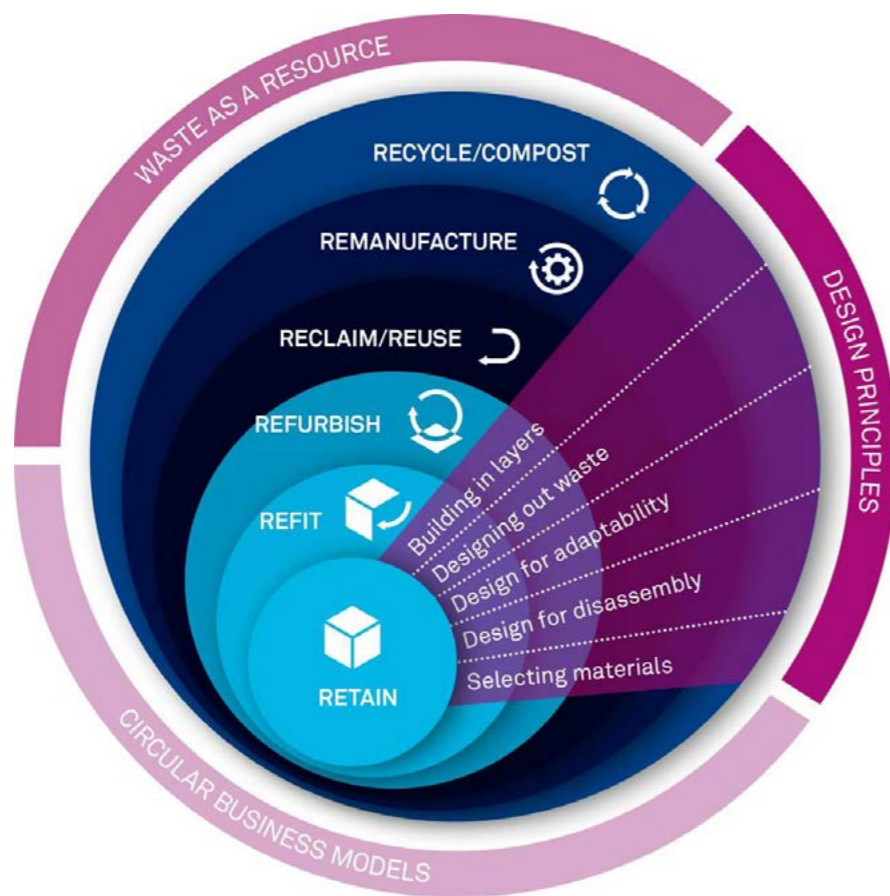 WASTE AS A RESOURCE
RECYCLE/COMPOST
REMANUFACTURE
RECLAIM/REUSE
REFURBISH
REFIT
RETAIN
Building in layers
Designing out waste
Design for adaptability
Design for disassembly
Selecting materials
DESIGN PRINCIPLES
CIRCULAR BUSINESS MODELS